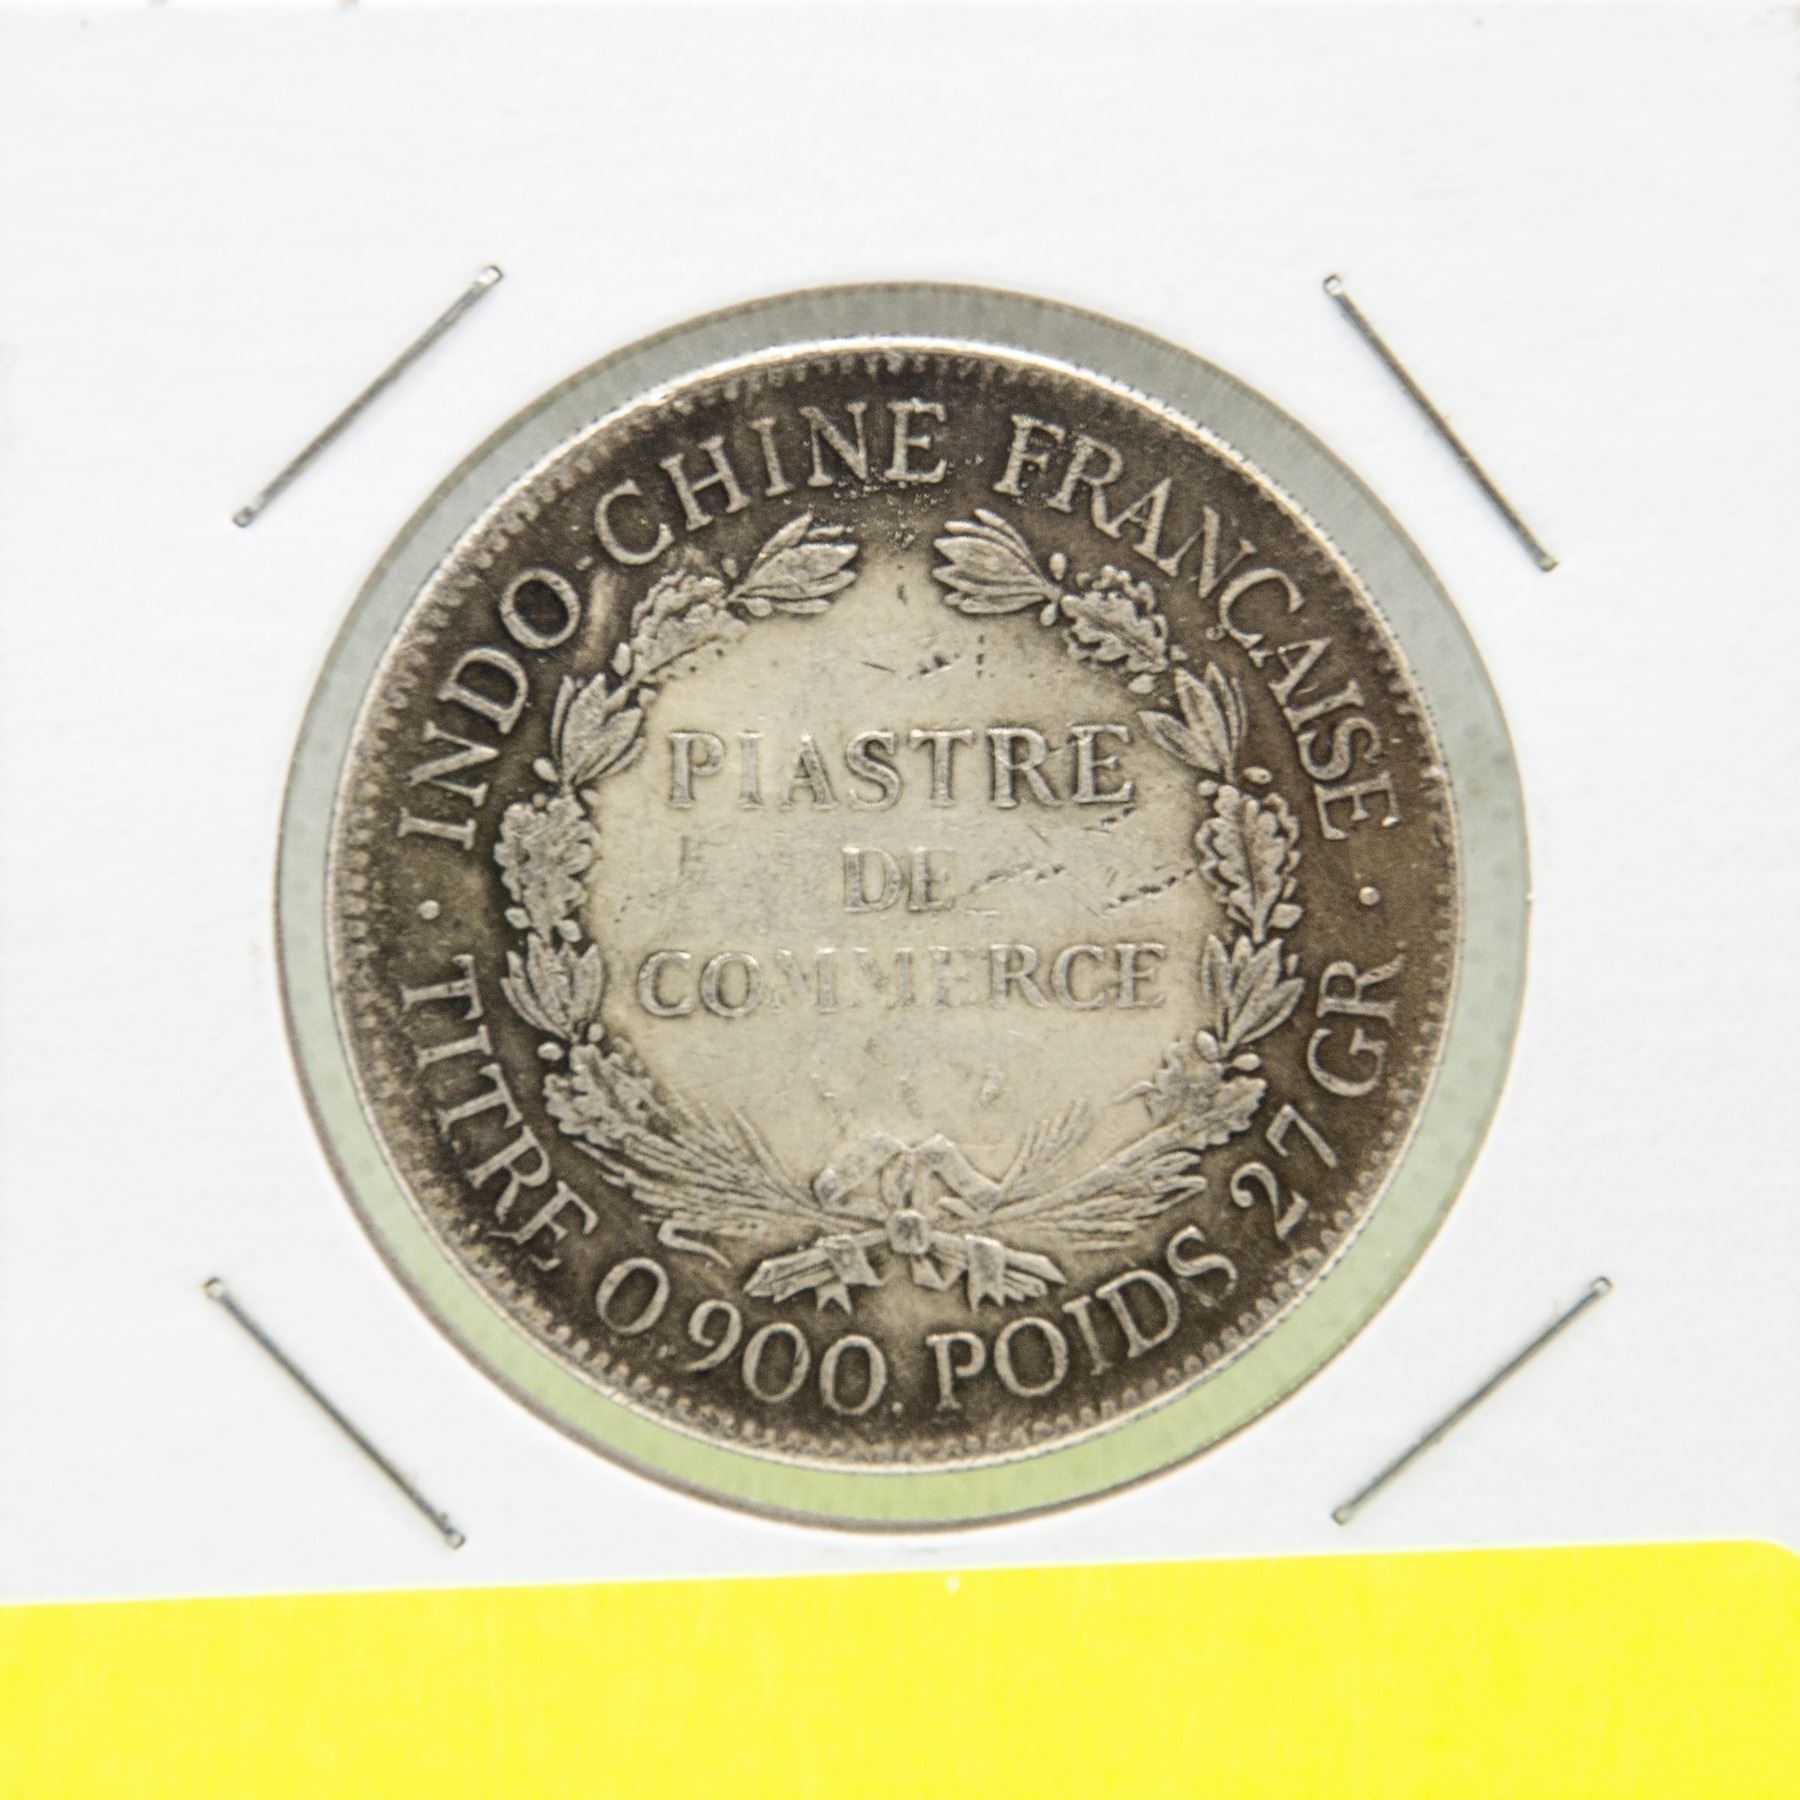 · INDO-CHINE FRANÇAISE ·
PIASTRE
DE
COMMERCE
TITRE 0,900. POIDS 27 GR.